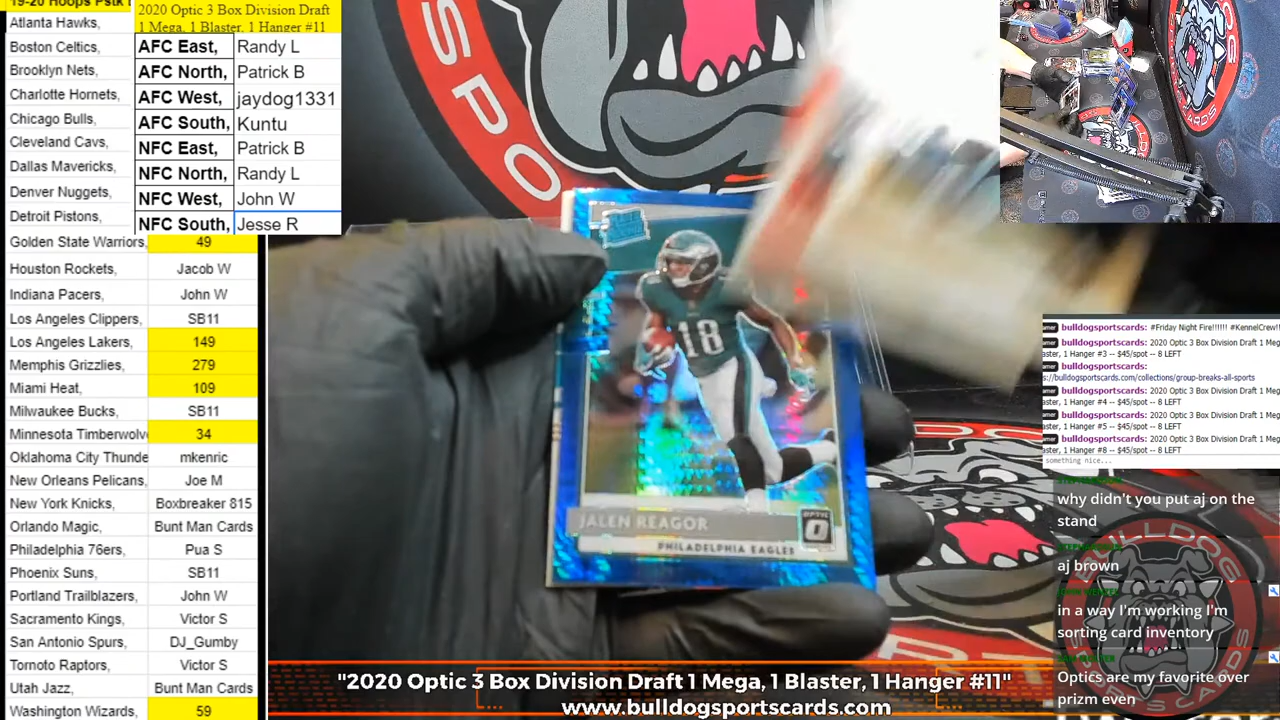 19-20 Hoops Pstk
Atlanta Hawks,
Boston Celtics,
Brooklyn Nets,
Charlotte Hornets,
Chicago Bulls,
Cleveland Cavs,
Dallas Mavericks,
Denver Nuggets,
Detroit Pistons,
Golden State Warriors, 49
Houston Rockets, Jacob W
Indiana Pacers, John W
Los Angeles Clippers, SB11
Los Angeles Lakers, 149
Memphis Grizzlies, 279
Miami Heat, 109
Milwaukee Bucks, SB11
Minnesota Timberwolv 34
Oklahoma City Thunde mkenric
New Orleans Pelicans, Joe M
New York Knicks, Boxbreaker 815
Orlando Magic, Bunt Man Cards
Philadelphia 76ers, Pua S
Phoenix Suns, SB11
Portland Trailblazers, John W
Sacramento Kings, Victor S
San Antonio Spurs, DJ_Gumby
Tornoto Raptors, Victor S
Utah Jazz, Bunt Man Cards
Washington Wizards, 59
2020 Optic 3 Box Division Draft
1 Mega, 1 Blaster, 1 Hanger #11
AFC East, Randy L
AFC North, Patrick B
AFC West, jaydog1331
AFC South, Kuntu
NFC East, Patrick B
NFC North, Randy L
NFC West, John W
NFC South, Jesse R
SPO
18
JALEN REAGOR
OPTIC
PHILADELPHIA EAGLES
bulldogsportscards: #Friday Night Fire!!!!!! #KennelCrew!!
bulldogsportscards: 2020 Optic 3 Box Division Draft 1 Meg
aster, 1 Hanger #3 -- $45/spot -- 8 LEFT
bulldogsportscards:
s://bulldogsportscards.com/collections/group-breaks-all-sports
bulldogsportscards: 2020 Optic 3 Box Division Draft 1 Meg
aster, 1 Hanger #4 -- $45/spot -- 8 LEFT
bulldogsportscards: 2020 Optic 3 Box Division Draft 1 Meg
aster, 1 Hanger #5 -- $45/spot -- 8 LEFT
bulldogsportscards: 2020 Optic 3 Box Division Draft 1 Meg
aster, 1 Hanger #8 -- $45/spot -- 8 LEFT
something nice...
why didn't you put aj on the
stand
aj brown
in a way I'm working I'm
sorting card inventory
Optics are my favorite over
prizm even
BULLDOG
"2020 Optic 3 Box Division Draft 1 Mega, 1 Blaster, 1 Hanger #11"
www.bulldogsportscards.com